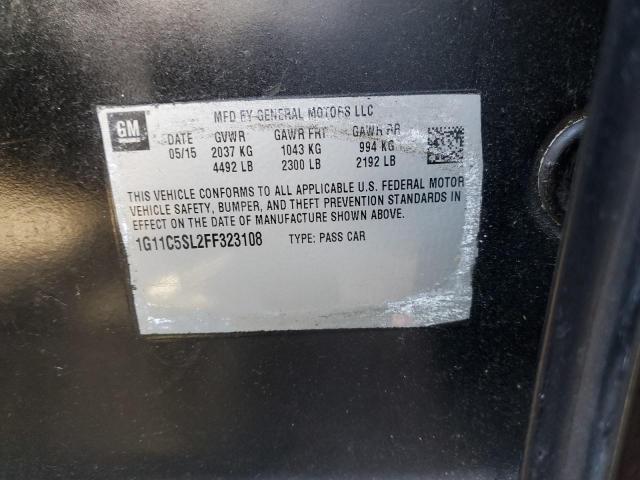 GM
MFD BY GENERAL MOTORS LLC
DATE GVWR GAWR FRT GAWR RR
05/15 2037 KG 1043 KG 994 KG
4492 LB 2300 LB 2192 LB
THIS VEHICLE CONFORMS TO ALL APPLICABLE U.S. FEDERAL MOTOR
VEHICLE SAFETY, BUMPER, AND THEFT PREVENTION STANDARDS IN
EFFECT ON THE DATE OF MANUFACTURE SHOWN ABOVE.
1G11C5SL2FF323108 TYPE: PASS CAR